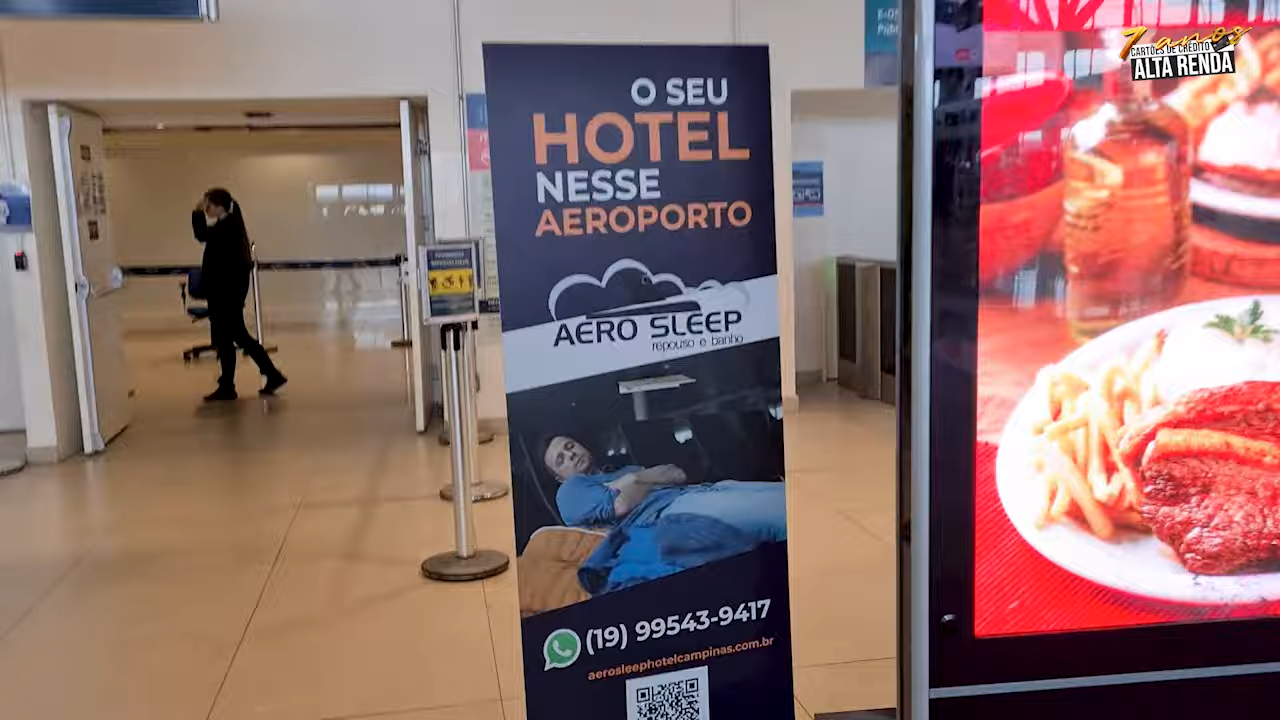 7 anos
CARTÕES DE CRÉDITO
ALTA RENDA
O SEU
HOTEL
NESSE
AEROPORTO
AERO SLEEP
repouso e banho
(19) 99543-9417
aerosleephotelcampinas.com.br